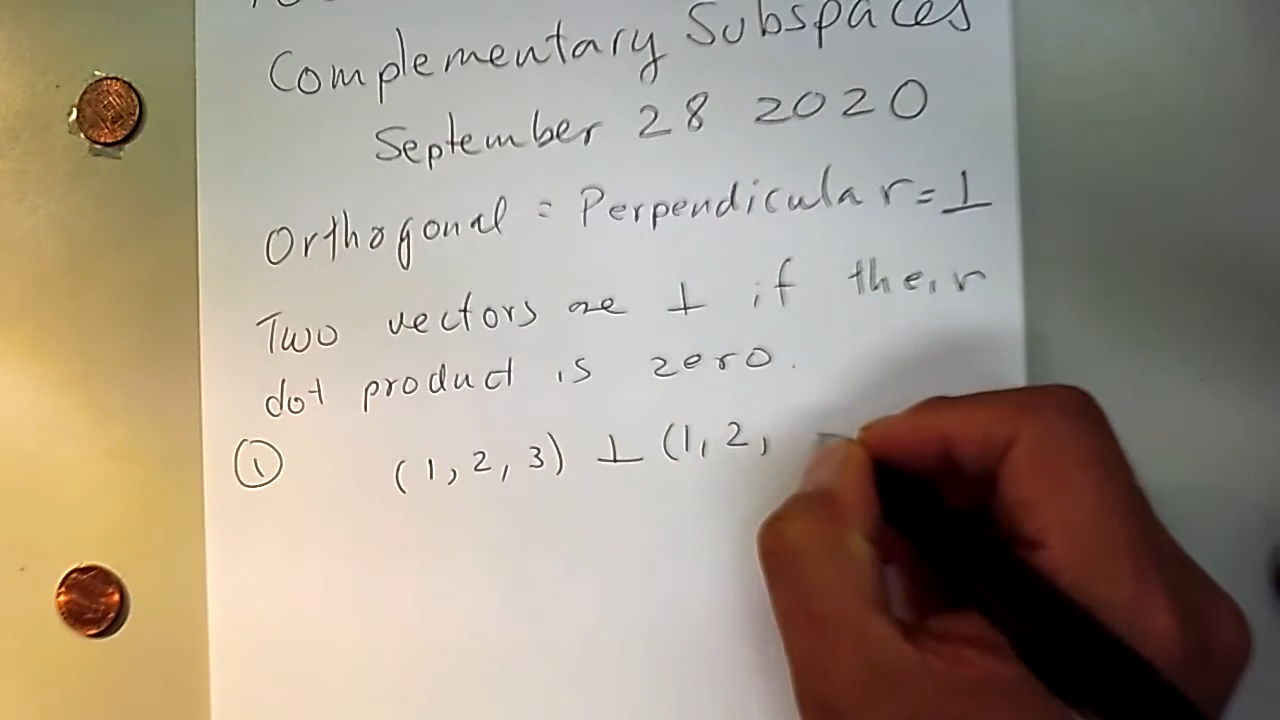 Complementary Subspaces
September 28 2020
Orthogonal = Perpendicular = ⊥
Two vectors are ⊥ if their
dot product is zero.
① (1, 2, 3) ⊥ (1, 2,